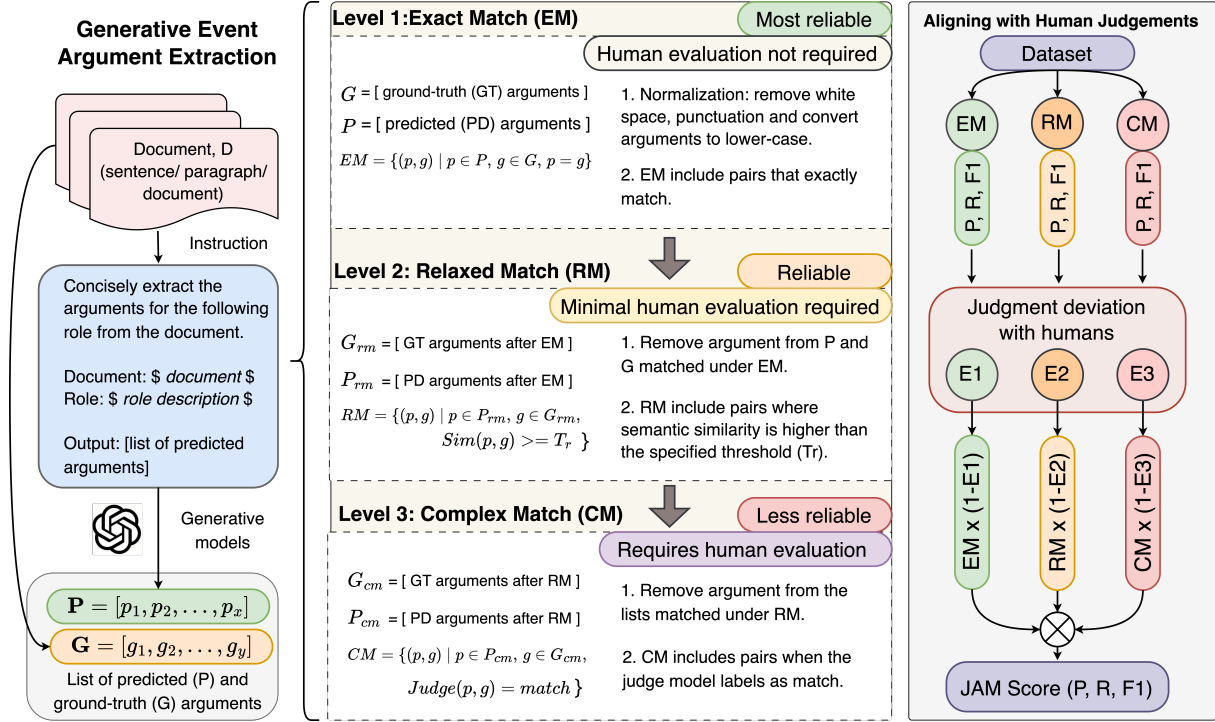 Generative Event
Argument Extraction
Document, D
(sentence/ paragraph/
document)
Instruction
Concisely extract the
arguments for the following
role from the document.
Document: $ document $
Role: $ role description $
Output: [list of predicted
arguments]
Generative
models
P = [p₁, p₂, . . . , pₓ]
G = [g₁, g₂, . . . , g_y]
List of predicted (P) and
ground-truth (G) arguments
Level 1:Exact Match (EM)
Most reliable
Human evaluation not required
G = [ ground-truth (GT) arguments ]
P = [ predicted (PD) arguments ]
EM = {(p, g) | p ∈ P, g ∈ G, p = g}
1. Normalization: remove white
space, punctuation and convert
arguments to lower-case.
2. EM include pairs that exactly
match.
Level 2: Relaxed Match (RM)
Reliable
Minimal human evaluation required
G_rm = [ GT arguments after EM ]
P_rm = [ PD arguments after EM ]
RM = {(p, g) | p ∈ P_rm, g ∈ G_rm,
Sim(p, g) >= T_r }
1. Remove argument from P and
G matched under EM.
2. RM include pairs where
semantic similarity is higher than
the specified threshold (Tr).
Level 3: Complex Match (CM)
Less reliable
Requires human evaluation
G_cm = [ GT arguments after RM ]
P_cm = [ PD arguments after RM ]
CM = {(p, g) | p ∈ P_cm, g ∈ G_cm,
Judge(p, g) = match}
1. Remove argument from the
lists matched under RM.
2. CM includes pairs when the
judge model labels as match.
Aligning with Human Judgements
Dataset
EM
RM
CM
P, R, F1
P, R, F1
P, R, F1
Judgment deviation
with humans
E1
E2
E3
EM x (1-E1)
RM x (1-E2)
CM x (1-E3)
JAM Score (P, R, F1)